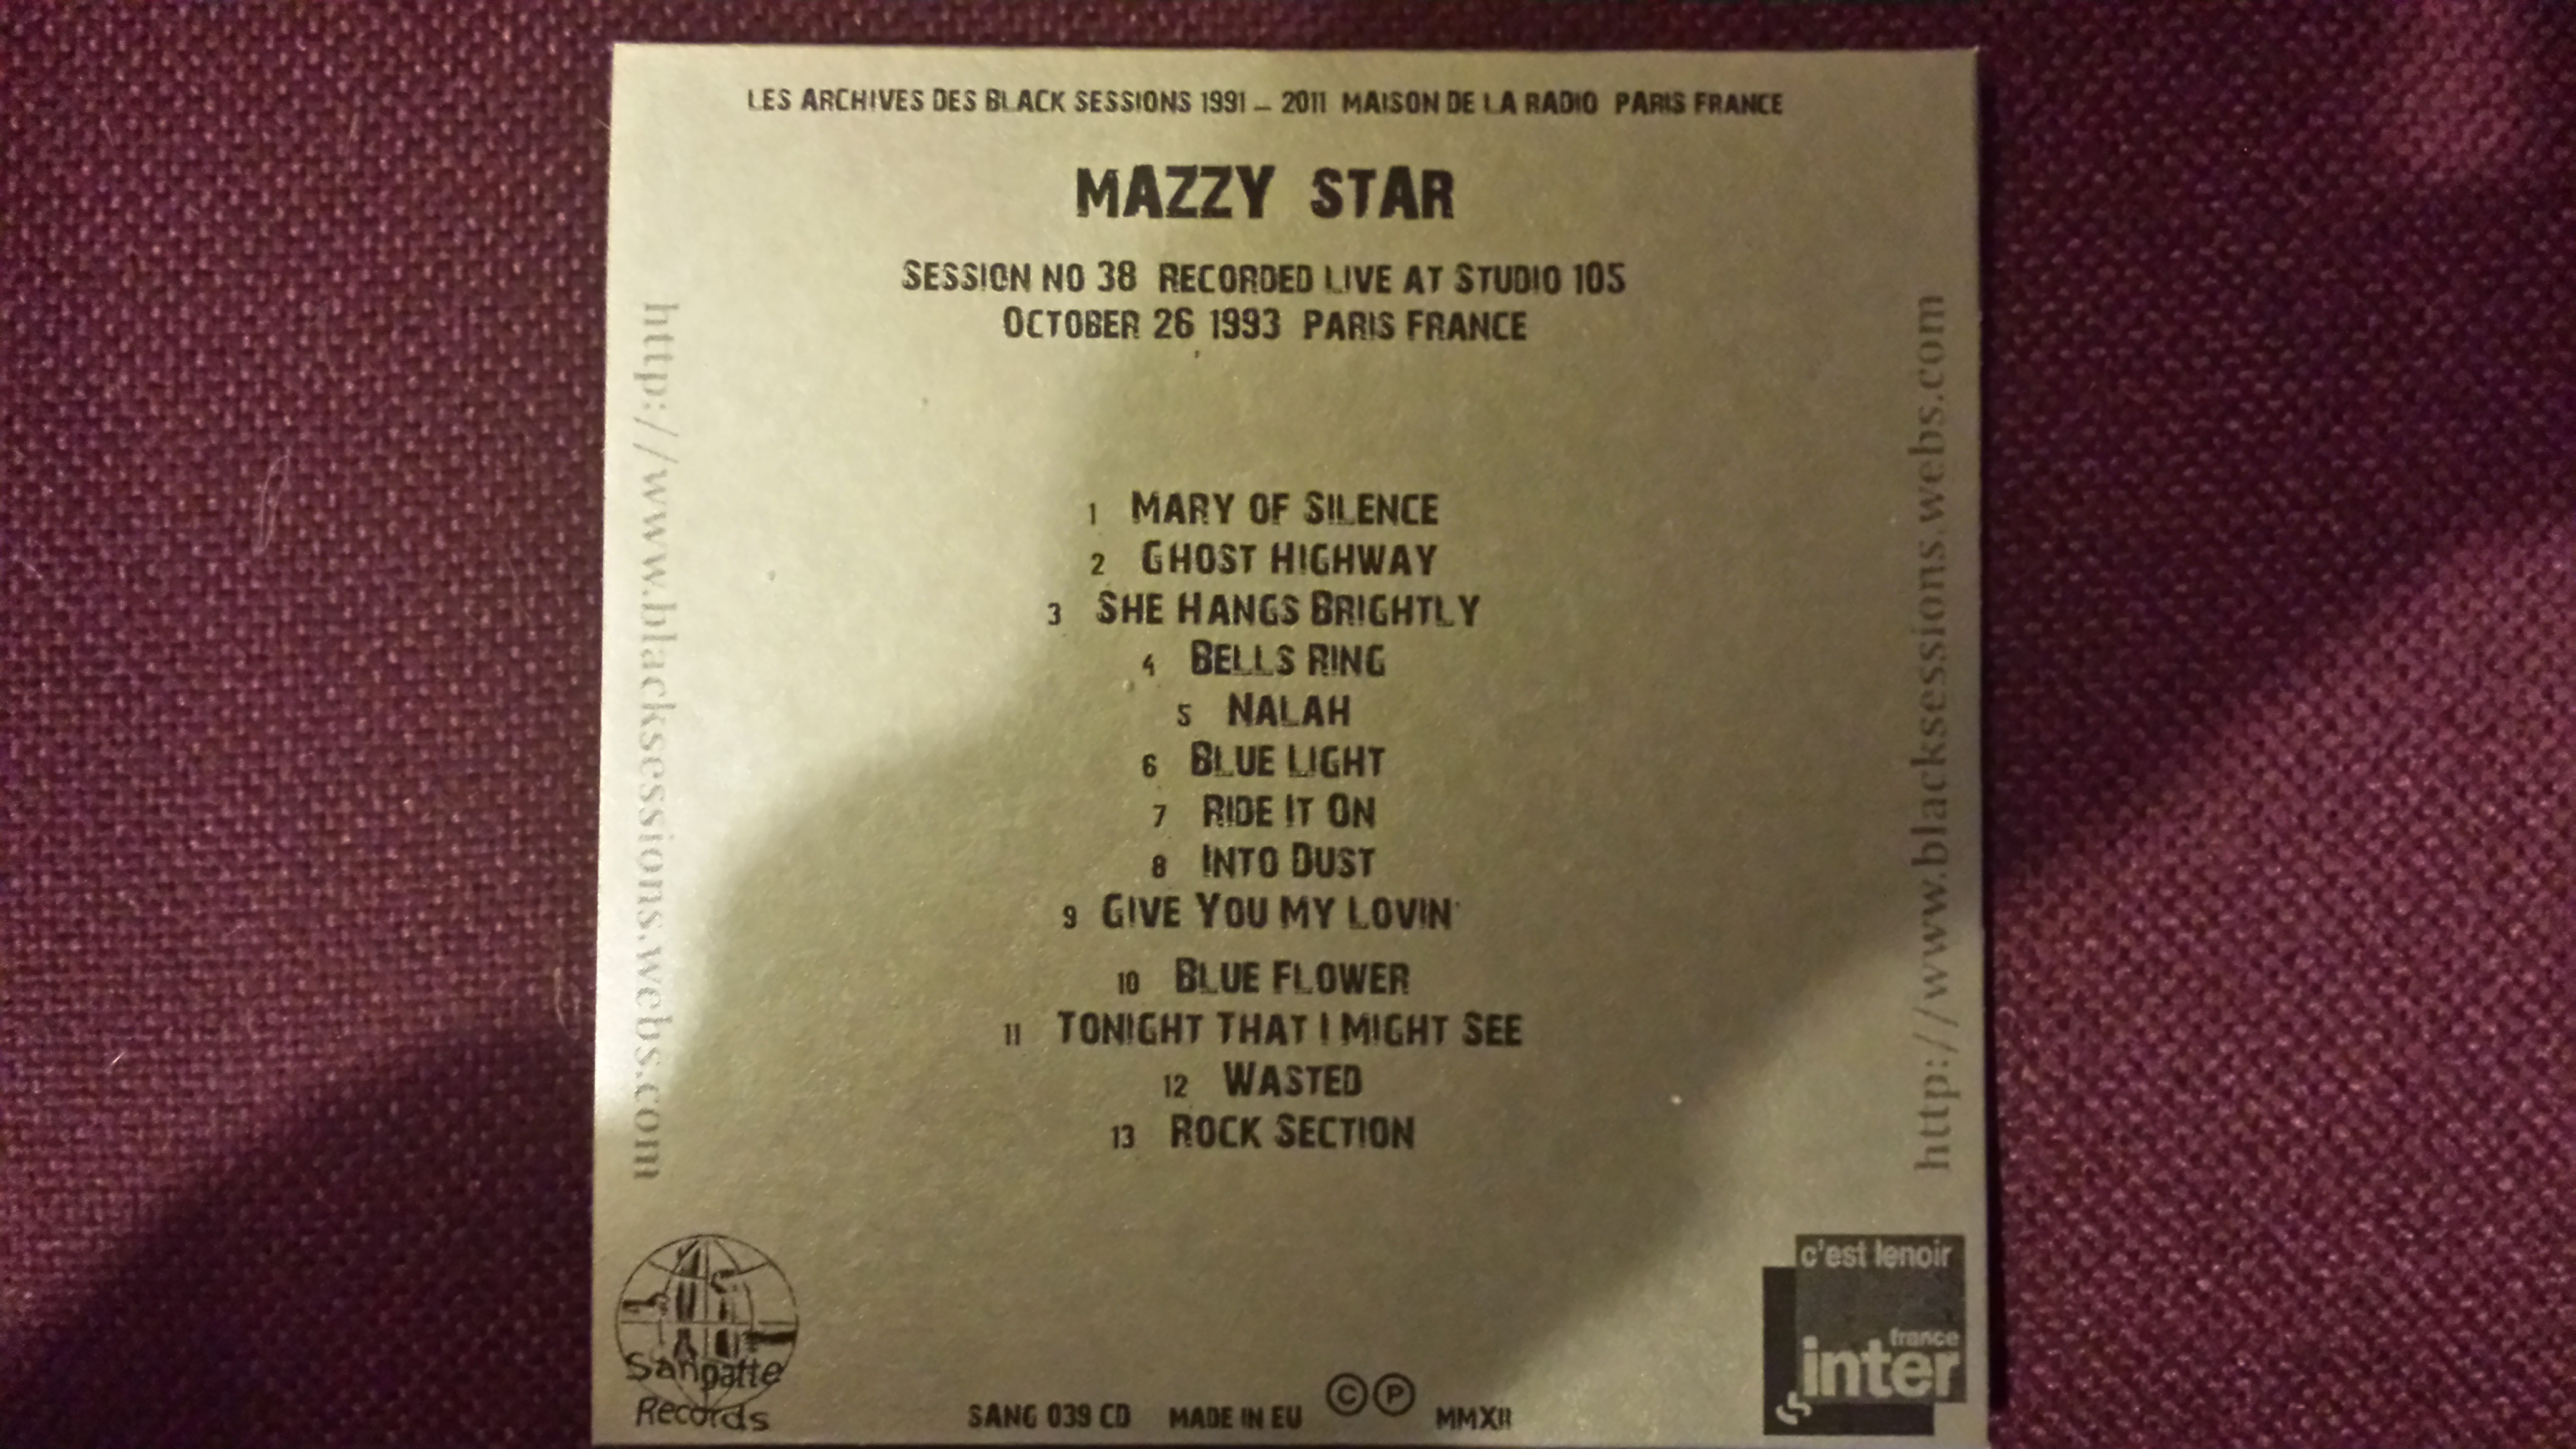 LES ARCHIVES DES BLACK SESSIONS 1991 – 2011 MAISON DE LA RADIO PARIS FRANCE
MAZZY STAR
SESSION NO 38 RECORDED LIVE AT STUDIO 105
OCTOBER 26 1993 PARIS FRANCE
http://www.blacksessions.webs.com
http://www.blacksessions.webs.com
1 MARY OF SILENCE
2 GHOST HIGHWAY
3 SHE HANGS BRIGHTLY
4 BELLS RING
5 NALAH
6 BLUE LIGHT
7 RIDE IT ON
8 INTO DUST
9 GIVE YOU MY LOVIN'
10 BLUE FLOWER
11 TONIGHT THAT I MIGHT SEE
12 WASTED
13 ROCK SECTION
Sangatte
Records
SANG 039 CD MADE IN EU © ℗ MMXII
c'est lenoir
france
inter